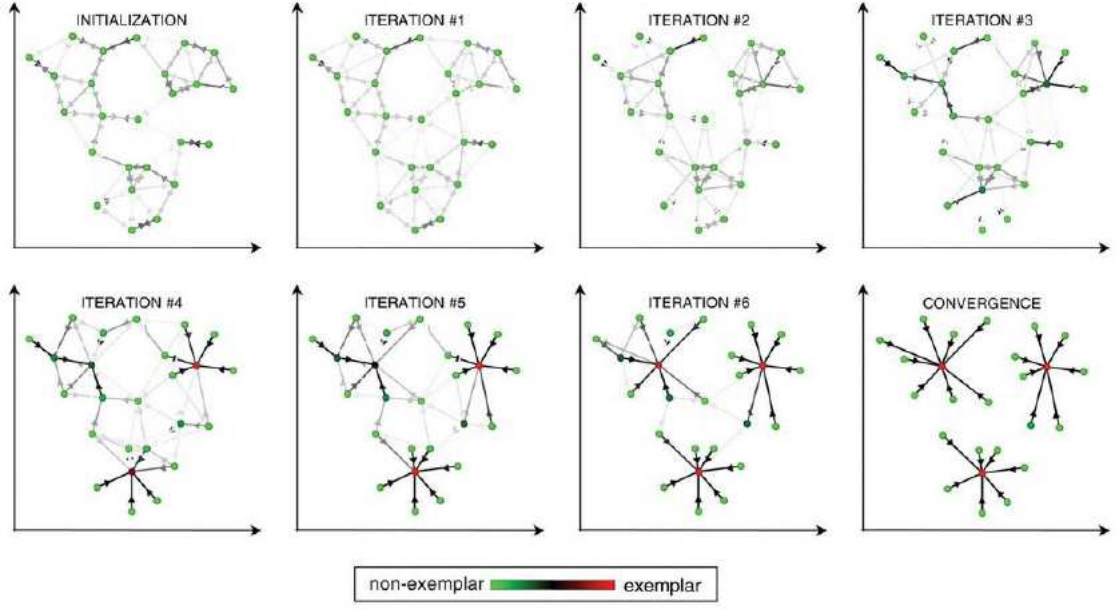 INITIALIZATION
ITERATION #1
ITERATION #2
ITERATION #3
ITERATION #4
ITERATION #5
ITERATION #6
CONVERGENCE
non-exemplar exemplar